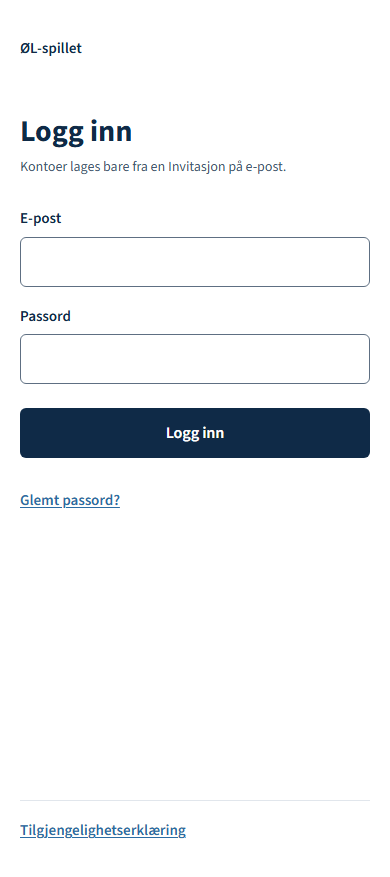 ØL-spillet
Logg inn
Kontoer lages bare fra en Invitasjon på e-post.
E-post
Passord
Logg inn
Glemt passord?
Tilgjengelighetserklæring